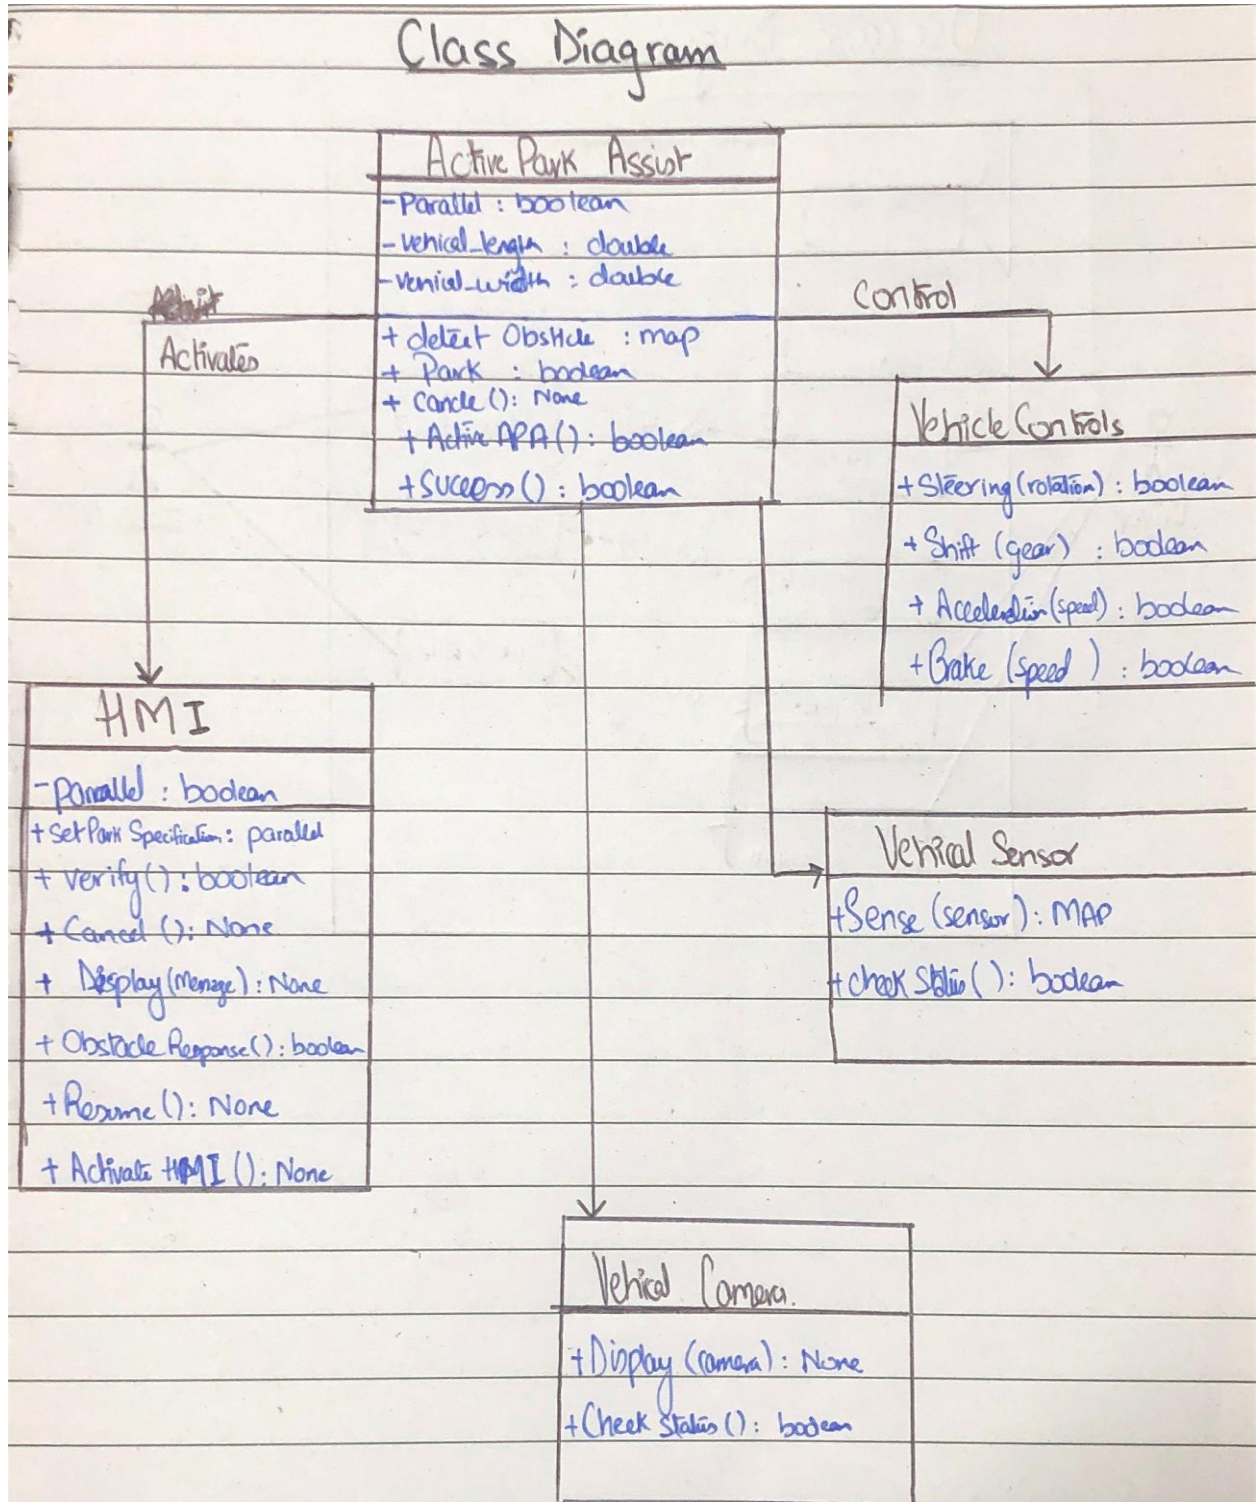 Class Diagram
Active Park Assist
- Parallel : boolean
- vehical_length : double
- vehical_width : double
Control
Activates
+ detect Obsticle : map
+ Park : boolean
+ Cancle () : None
+ Active APA () : boolean
+ Success () : boolean
Vehicle Controls
+ Steering (rotation) : boolean
+ Shift (gear) : boolean
+ Acceleration (speed) : boolean
+ Brake (speed ) : boolean
HMI
- parallel : boolean
+ Set Park Specification : parallel
+ verify () : boolean
+ Cancel () : None
+ Display (Message) : None
+ Obstacle Response () : boolean
+ Resume () : None
+ Activate HMI () : None
Vehical Sensor
+ Sense (sensor) : MAP
+ check Status () : boolean
Vehical Camera.
+ Display (camera) : None
+ Check Status () : boolean